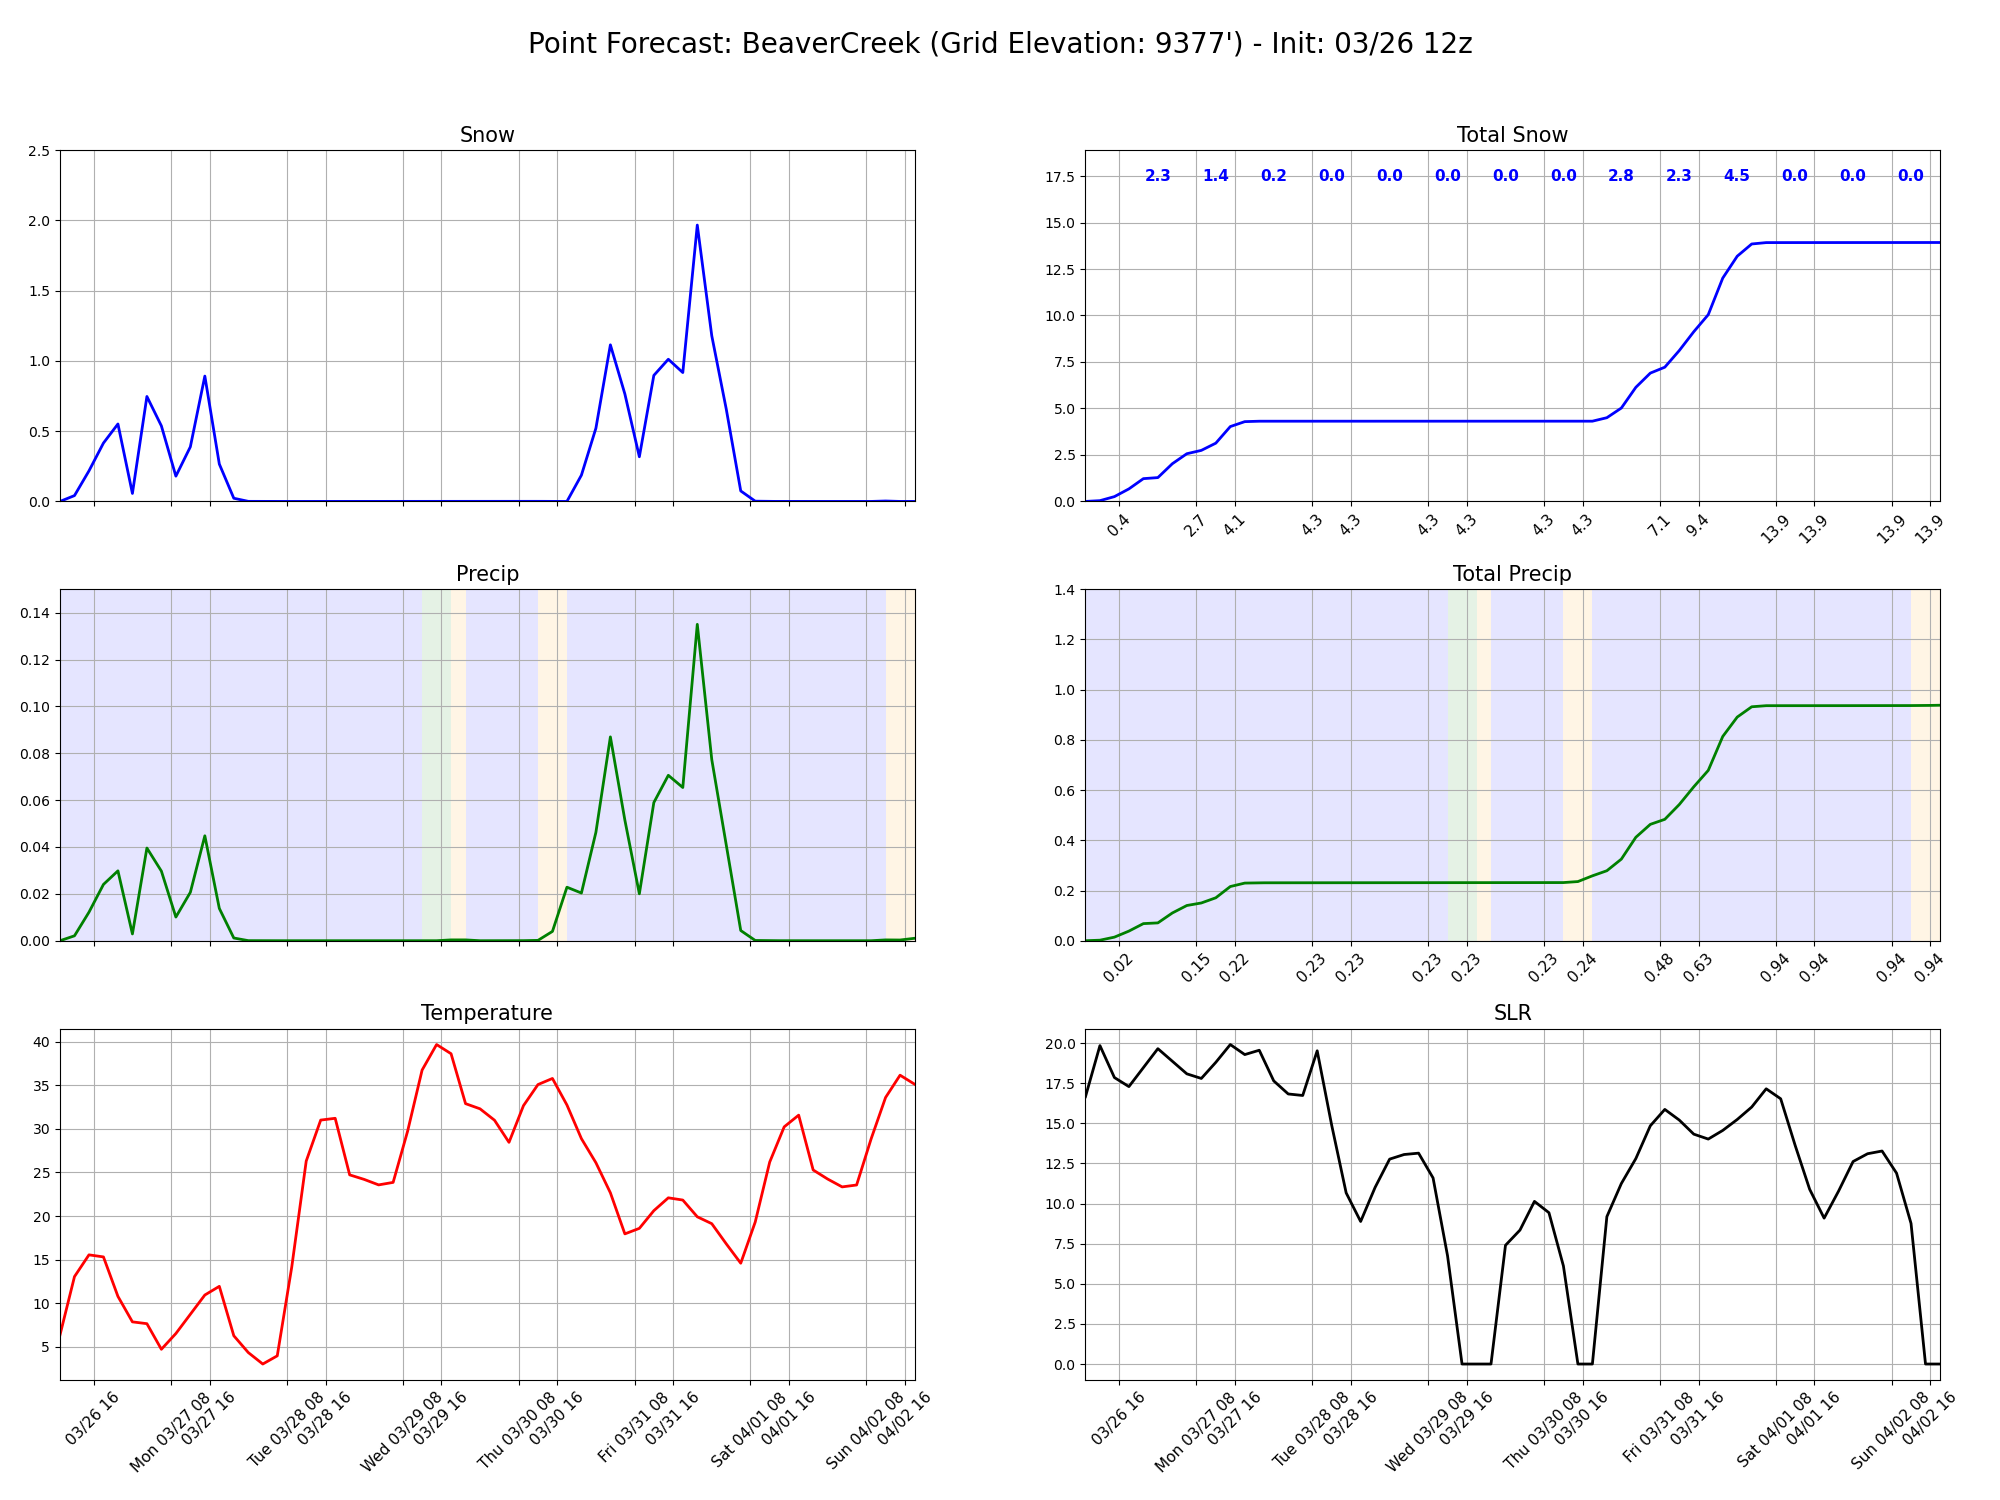 Point Forecast: BeaverCreek (Grid Elevation: 9377') - Init: 03/26 12z
Snow
2.5
2.0
1.5
1.0
0.5
0.0
Total Snow
17.5
15.0
12.5
10.0
7.5
5.0
2.5
0.0
2.3 1.4 0.2 0.0 0.0 0.0 0.0 0.0 2.8 2.3 4.5 0.0 0.0 0.0
0.4 2.7 4.1 4.3 4.3 4.3 4.3 4.3 4.3 7.1 9.4 13.9 13.9 13.9 13.9
Precip
0.14
0.12
0.10
0.08
0.06
0.04
0.02
0.00
Total Precip
1.4
1.2
1.0
0.8
0.6
0.4
0.2
0.0
0.02 0.15 0.22 0.23 0.23 0.23 0.23 0.23 0.24 0.48 0.63 0.94 0.94 0.94 0.94
Temperature
40
35
30
25
20
15
10
5
03/26 16
Mon 03/27 08
03/27 16
Tue 03/28 08
03/28 16
Wed 03/29 08
03/29 16
Thu 03/30 08
03/30 16
Fri 03/31 08
03/31 16
Sat 04/01 08
04/01 16
Sun 04/02 08
04/02 16
SLR
20.0
17.5
15.0
12.5
10.0
7.5
5.0
2.5
0.0
03/26 16
Mon 03/27 08
03/27 16
Tue 03/28 08
03/28 16
Wed 03/29 08
03/29 16
Thu 03/30 08
03/30 16
Fri 03/31 08
03/31 16
Sat 04/01 08
04/01 16
Sun 04/02 08
04/02 16